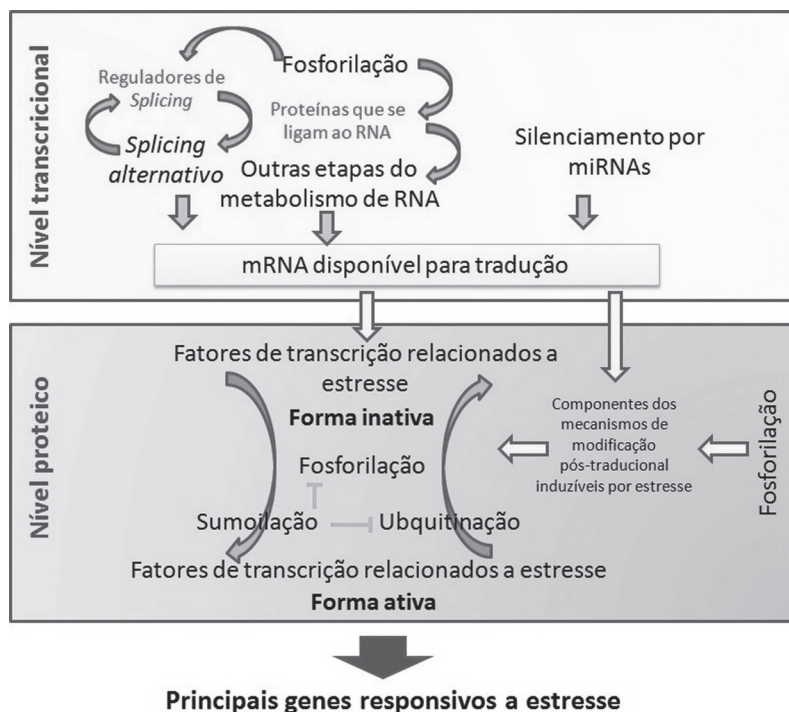 Nível transcricional
Fosforilação
Reguladores de
Splicing
Proteínas que se
ligam ao RNA
Splicing
alternativo
Outras etapas do
metabolismo de RNA
Silenciamento por
miRNAs
mRNA disponível para tradução
Nível proteico
Fatores de transcrição relacionados a
estresse
Forma inativa
Fosforilação
Sumoilação
Ubquitinação
Componentes dos
mecanismos de
modificação
pós-traducional
induzíveis por estresse
Fosforilação
Fatores de transcrição relacionados a estresse
Forma ativa
Principais genes responsivos a estresse